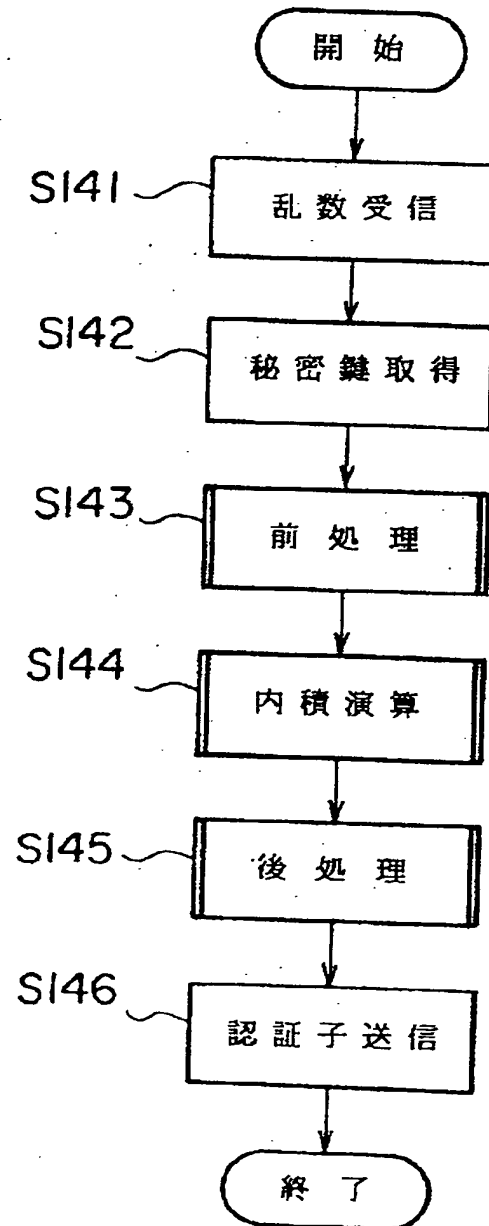 開始
S141 乱数受信
S142 秘密鍵取得
S143 前処理
S144 内積演算
S145 後処理
S146 認証子送信
終了